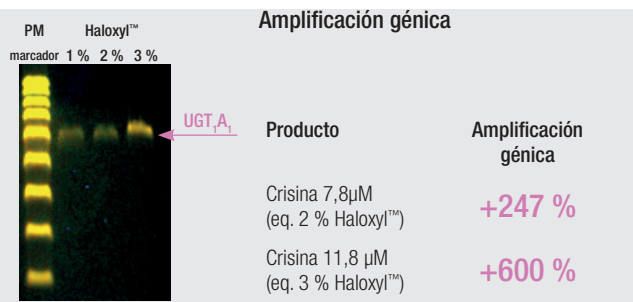 Amplificación génica
PM Haloxyl™
marcador 1 % 2 % 3 %
UGT₁A₁
Producto Amplificación génica
Crisina 7,8µM
(eq. 2 % Haloxyl™)
+247 %
Crisina 11,8 µM
(eq. 3 % Haloxyl™)
+600 %